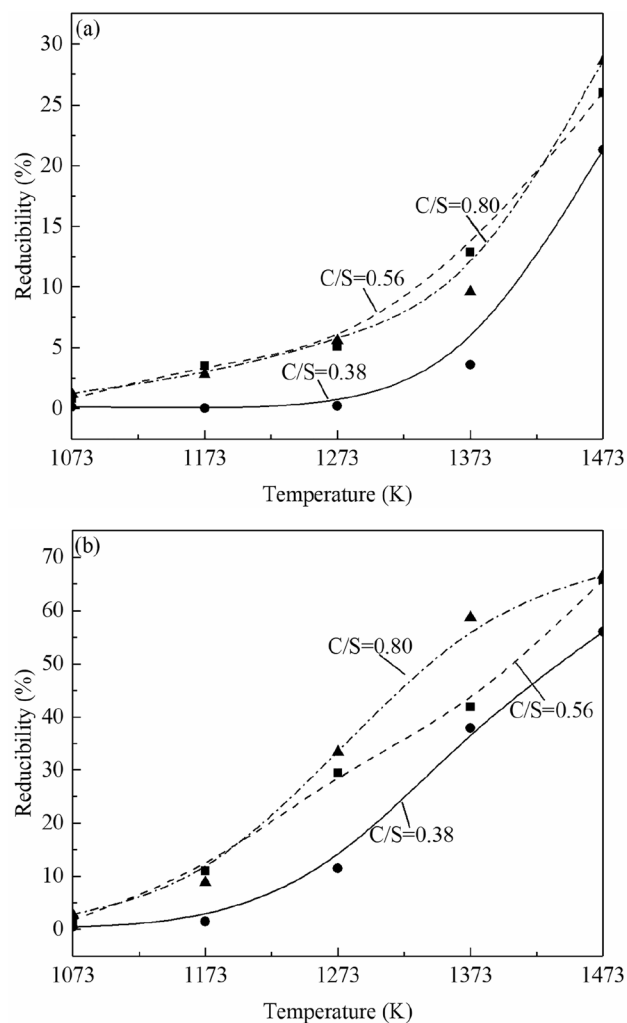 (a)
30
25
20
15
10
5
0
Reducibility (%)
C/S=0.80
C/S=0.56
C/S=0.38
1073 1173 1273 1373 1473
Temperature (K)
(b)
70
60
50
40
30
20
10
0
Reducibility (%)
C/S=0.80
C/S=0.56
C/S=0.38
1073 1173 1273 1373 1473
Temperature (K)